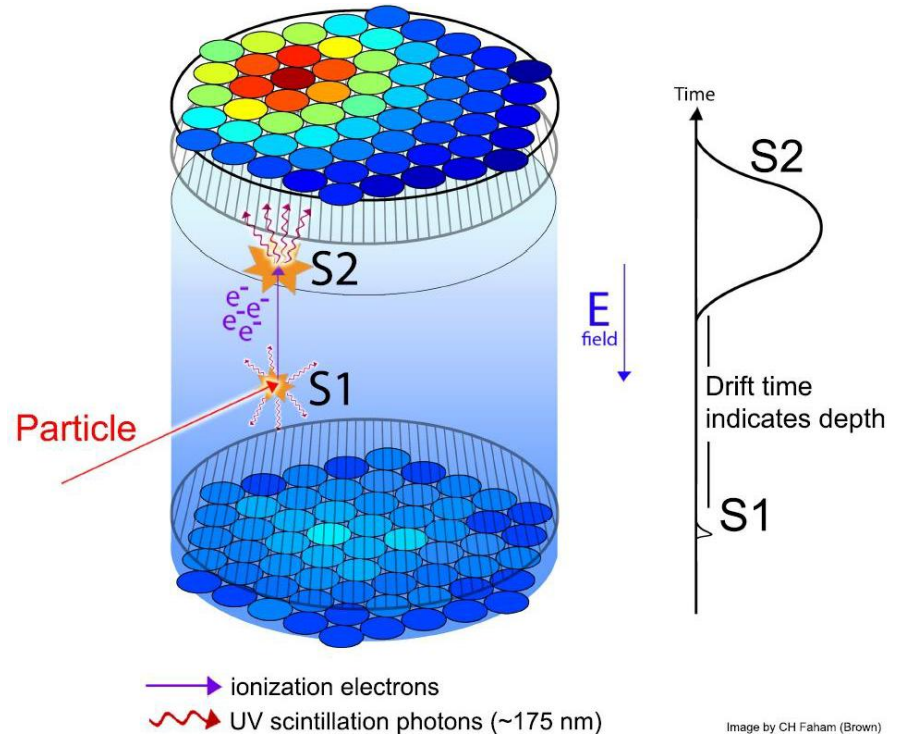 Time
S2
S2
e-
e- e-
e-
E
field
S1
Drift time
indicates depth
Particle
S1
ionization electrons
UV scintillation photons (~175 nm)
Image by CH Faham (Brown)